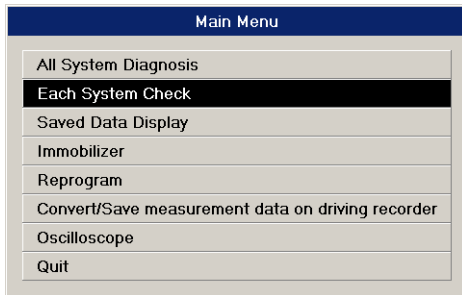 Main Menu
All System Diagnosis
Each System Check
Saved Data Display
Immobilizer
Reprogram
Convert/Save measurement data on driving recorder
Oscilloscope
Quit